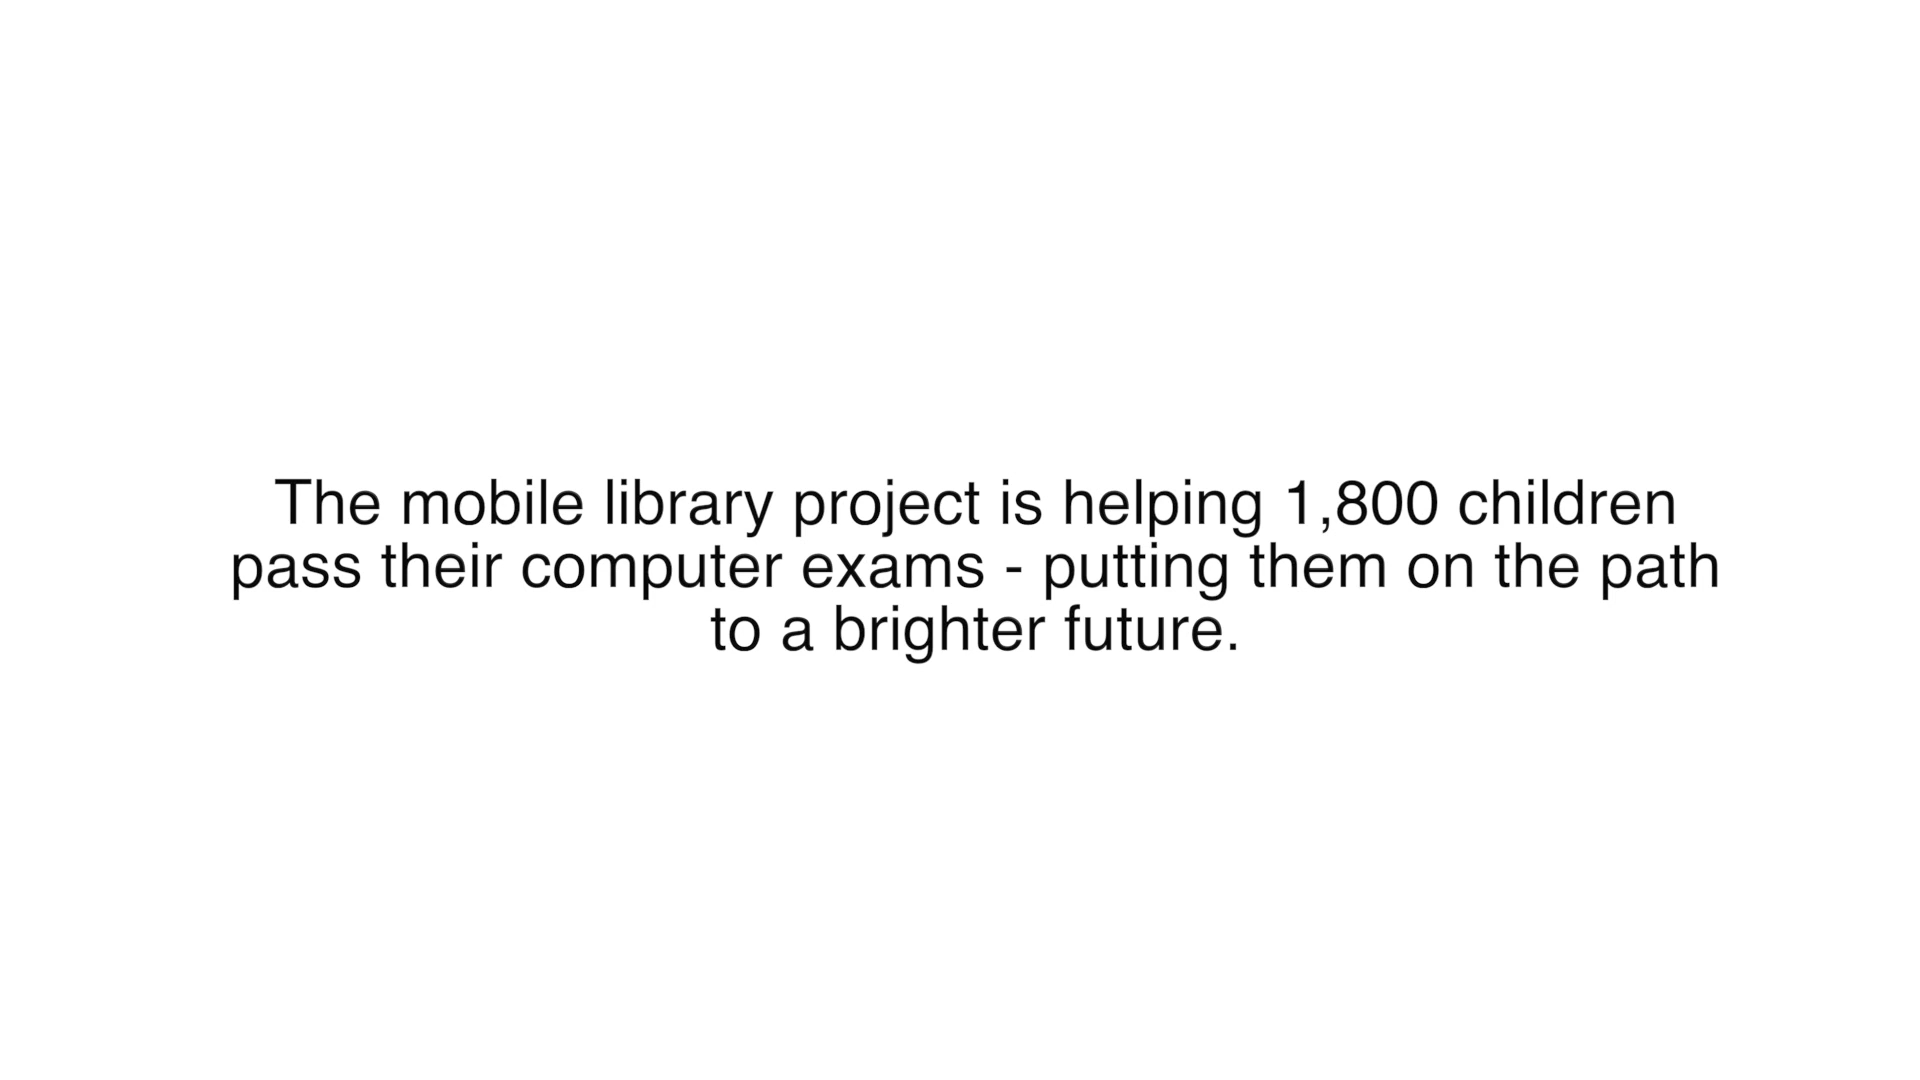 The mobile library project is helping 1,800 children
pass their computer exams - putting them on the path
to a brighter future.